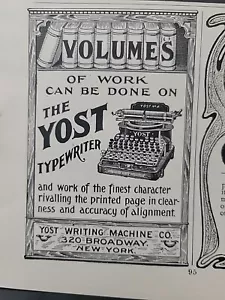 VOLUMES
OF WORK
CAN BE DONE ON
THE
YOST
TYPEWRITER
YOST
and work of the finest character
rivalling the printed page in clear-
ness and accuracy of alignment
YOST WRITING MACHINE CO.
320 BROADWAY,
NEW YORK.
95